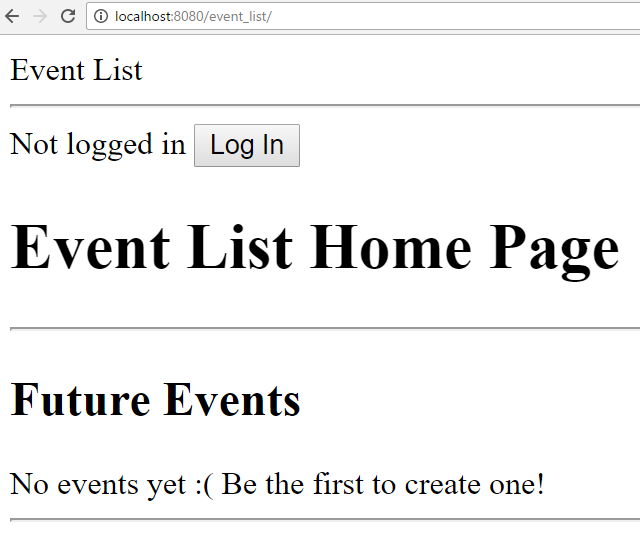 localhost:8080/event_list/
Event List
Not logged in Log In
Event List Home Page
Future Events
No events yet :( Be the first to create one!